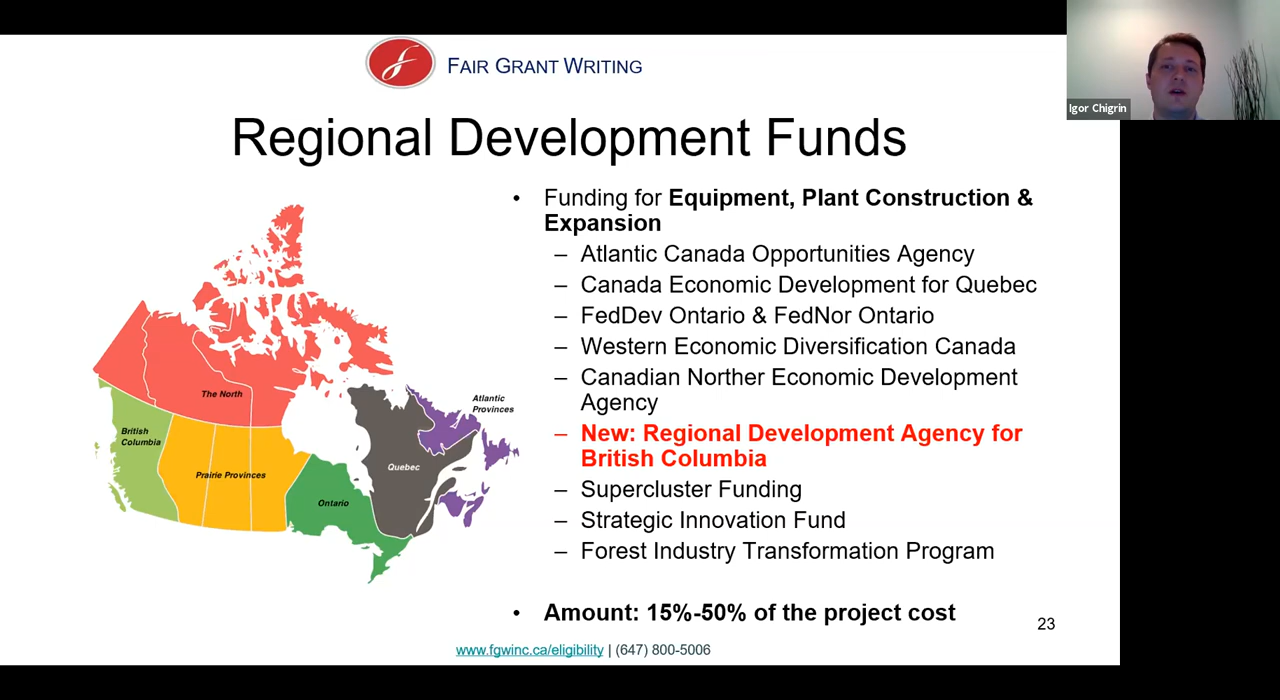 FAIR GRANT WRITING
Igor Chigrin
Regional Development Funds
• Funding for Equipment, Plant Construction &
Expansion
– Atlantic Canada Opportunities Agency
– Canada Economic Development for Quebec
– FedDev Ontario & FedNor Ontario
– Western Economic Diversification Canada
– Canadian Norther Economic Development
Agency
– New: Regional Development Agency for
British Columbia
– Supercluster Funding
– Strategic Innovation Fund
– Forest Industry Transformation Program
• Amount: 15%-50% of the project cost
The North
British
Columbia
Prairie Provinces
Ontario
Quebec
Atlantic
Provinces
23
www.fgwinc.ca/eligibility | (647) 800-5006